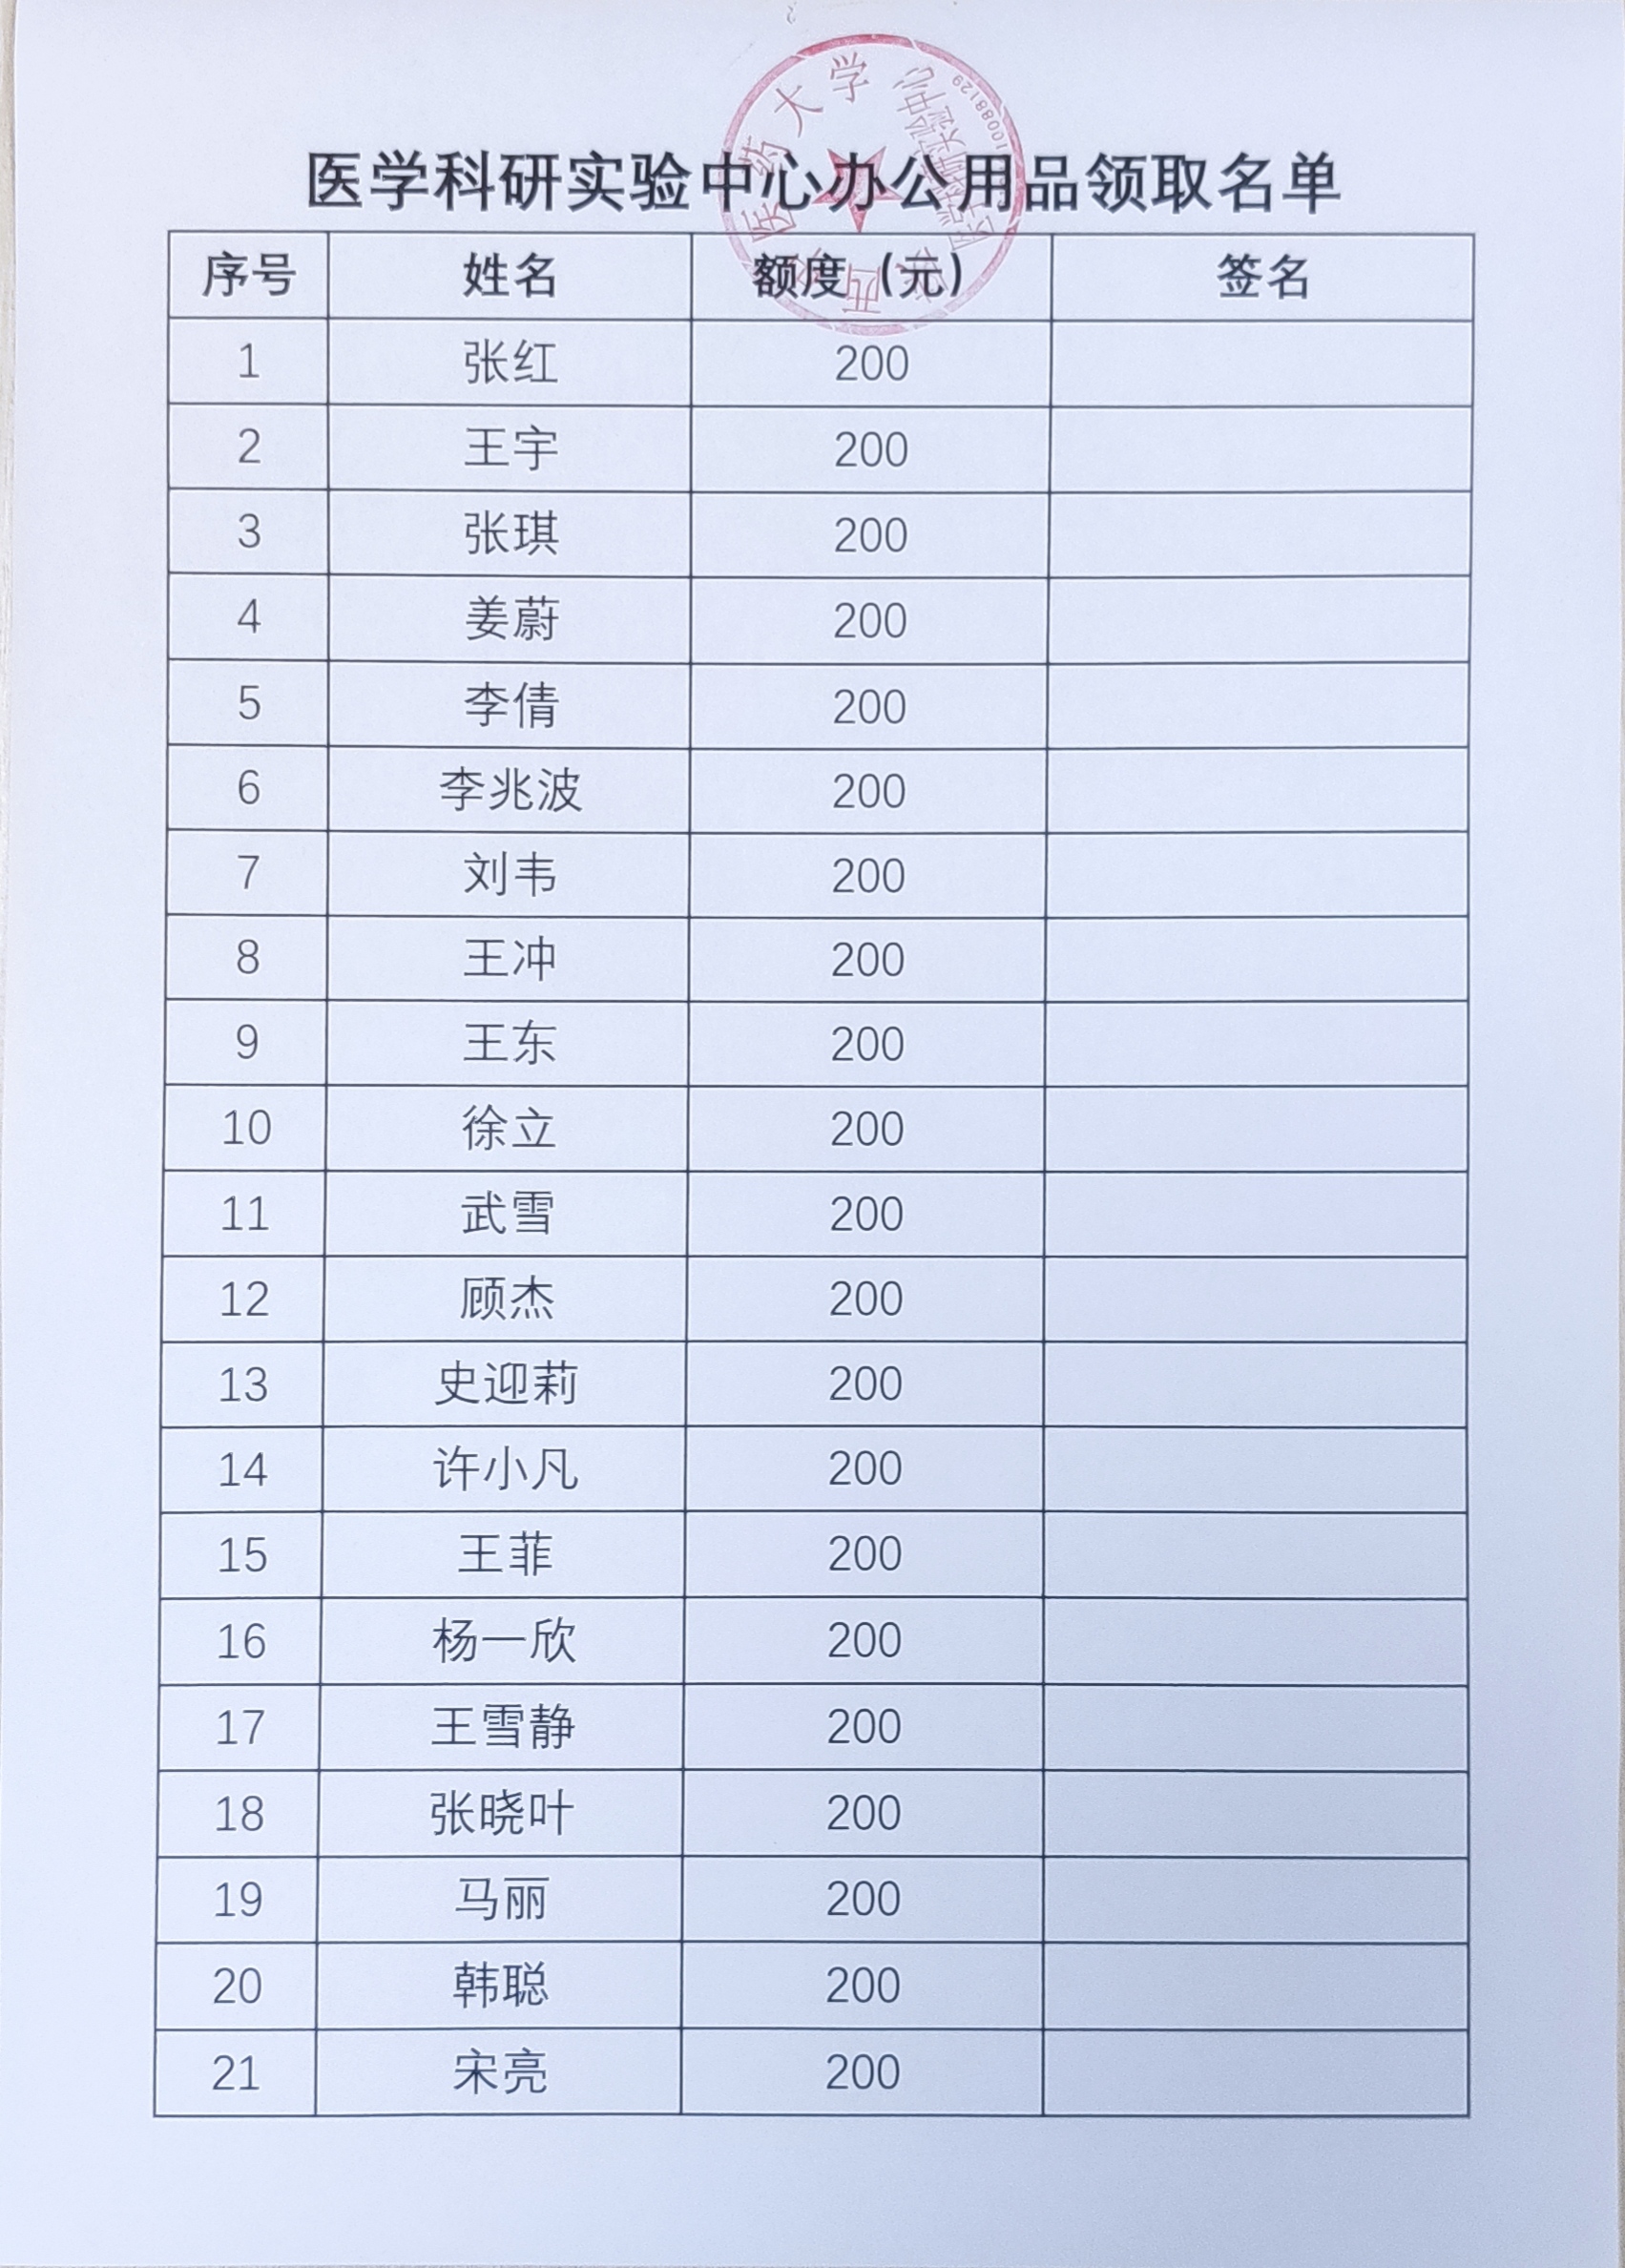 医学科研实验中心办公用品领取名单
序号 姓名 额度（元） 签名
1 张红 200
2 王宇 200
3 张琪 200
4 姜蔚 200
5 李倩 200
6 李兆波 200
7 刘韦 200
8 王冲 200
9 王东 200
10 徐立 200
11 武雪 200
12 顾杰 200
13 史迎莉 200
14 许小凡 200
15 王菲 200
16 杨一欣 200
17 王雪静 200
18 张晓叶 200
19 马丽 200
20 韩聪 200
21 宋亮 200
医药大学